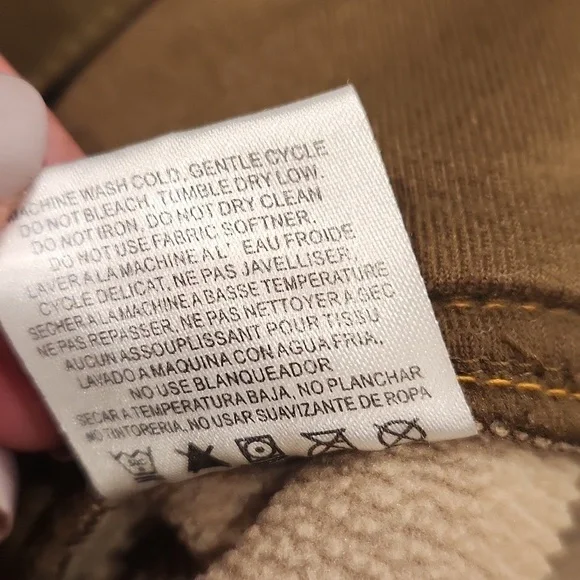 MACHINE WASH COLD, GENTLE CYCLE
DO NOT BLEACH, TUMBLE DRY LOW.
DO NOT IRON, DO NOT DRY CLEAN
DO NOT USE FABRIC SOFTNER.
LAVER A LA MACHINE A L' EAU FROIDE
CYCLE DELICAT, NE PAS JAVELLISER,
SECHER A LA MACHINE A BASSE TEMPERATURE
NE PAS REPASSER, NE PAS NETTOYER A SEC
AUCUN ASSOUPLISSANT POUR TISSU
LAVADO A MAQUINA CON AGUA FRIA,
NO USE BLANQUEADOR
SECAR A TEMPERATURA BAJA, NO PLANCHAR
NO TINTORERIA, NO USAR SUAVIZANTE DE ROPA